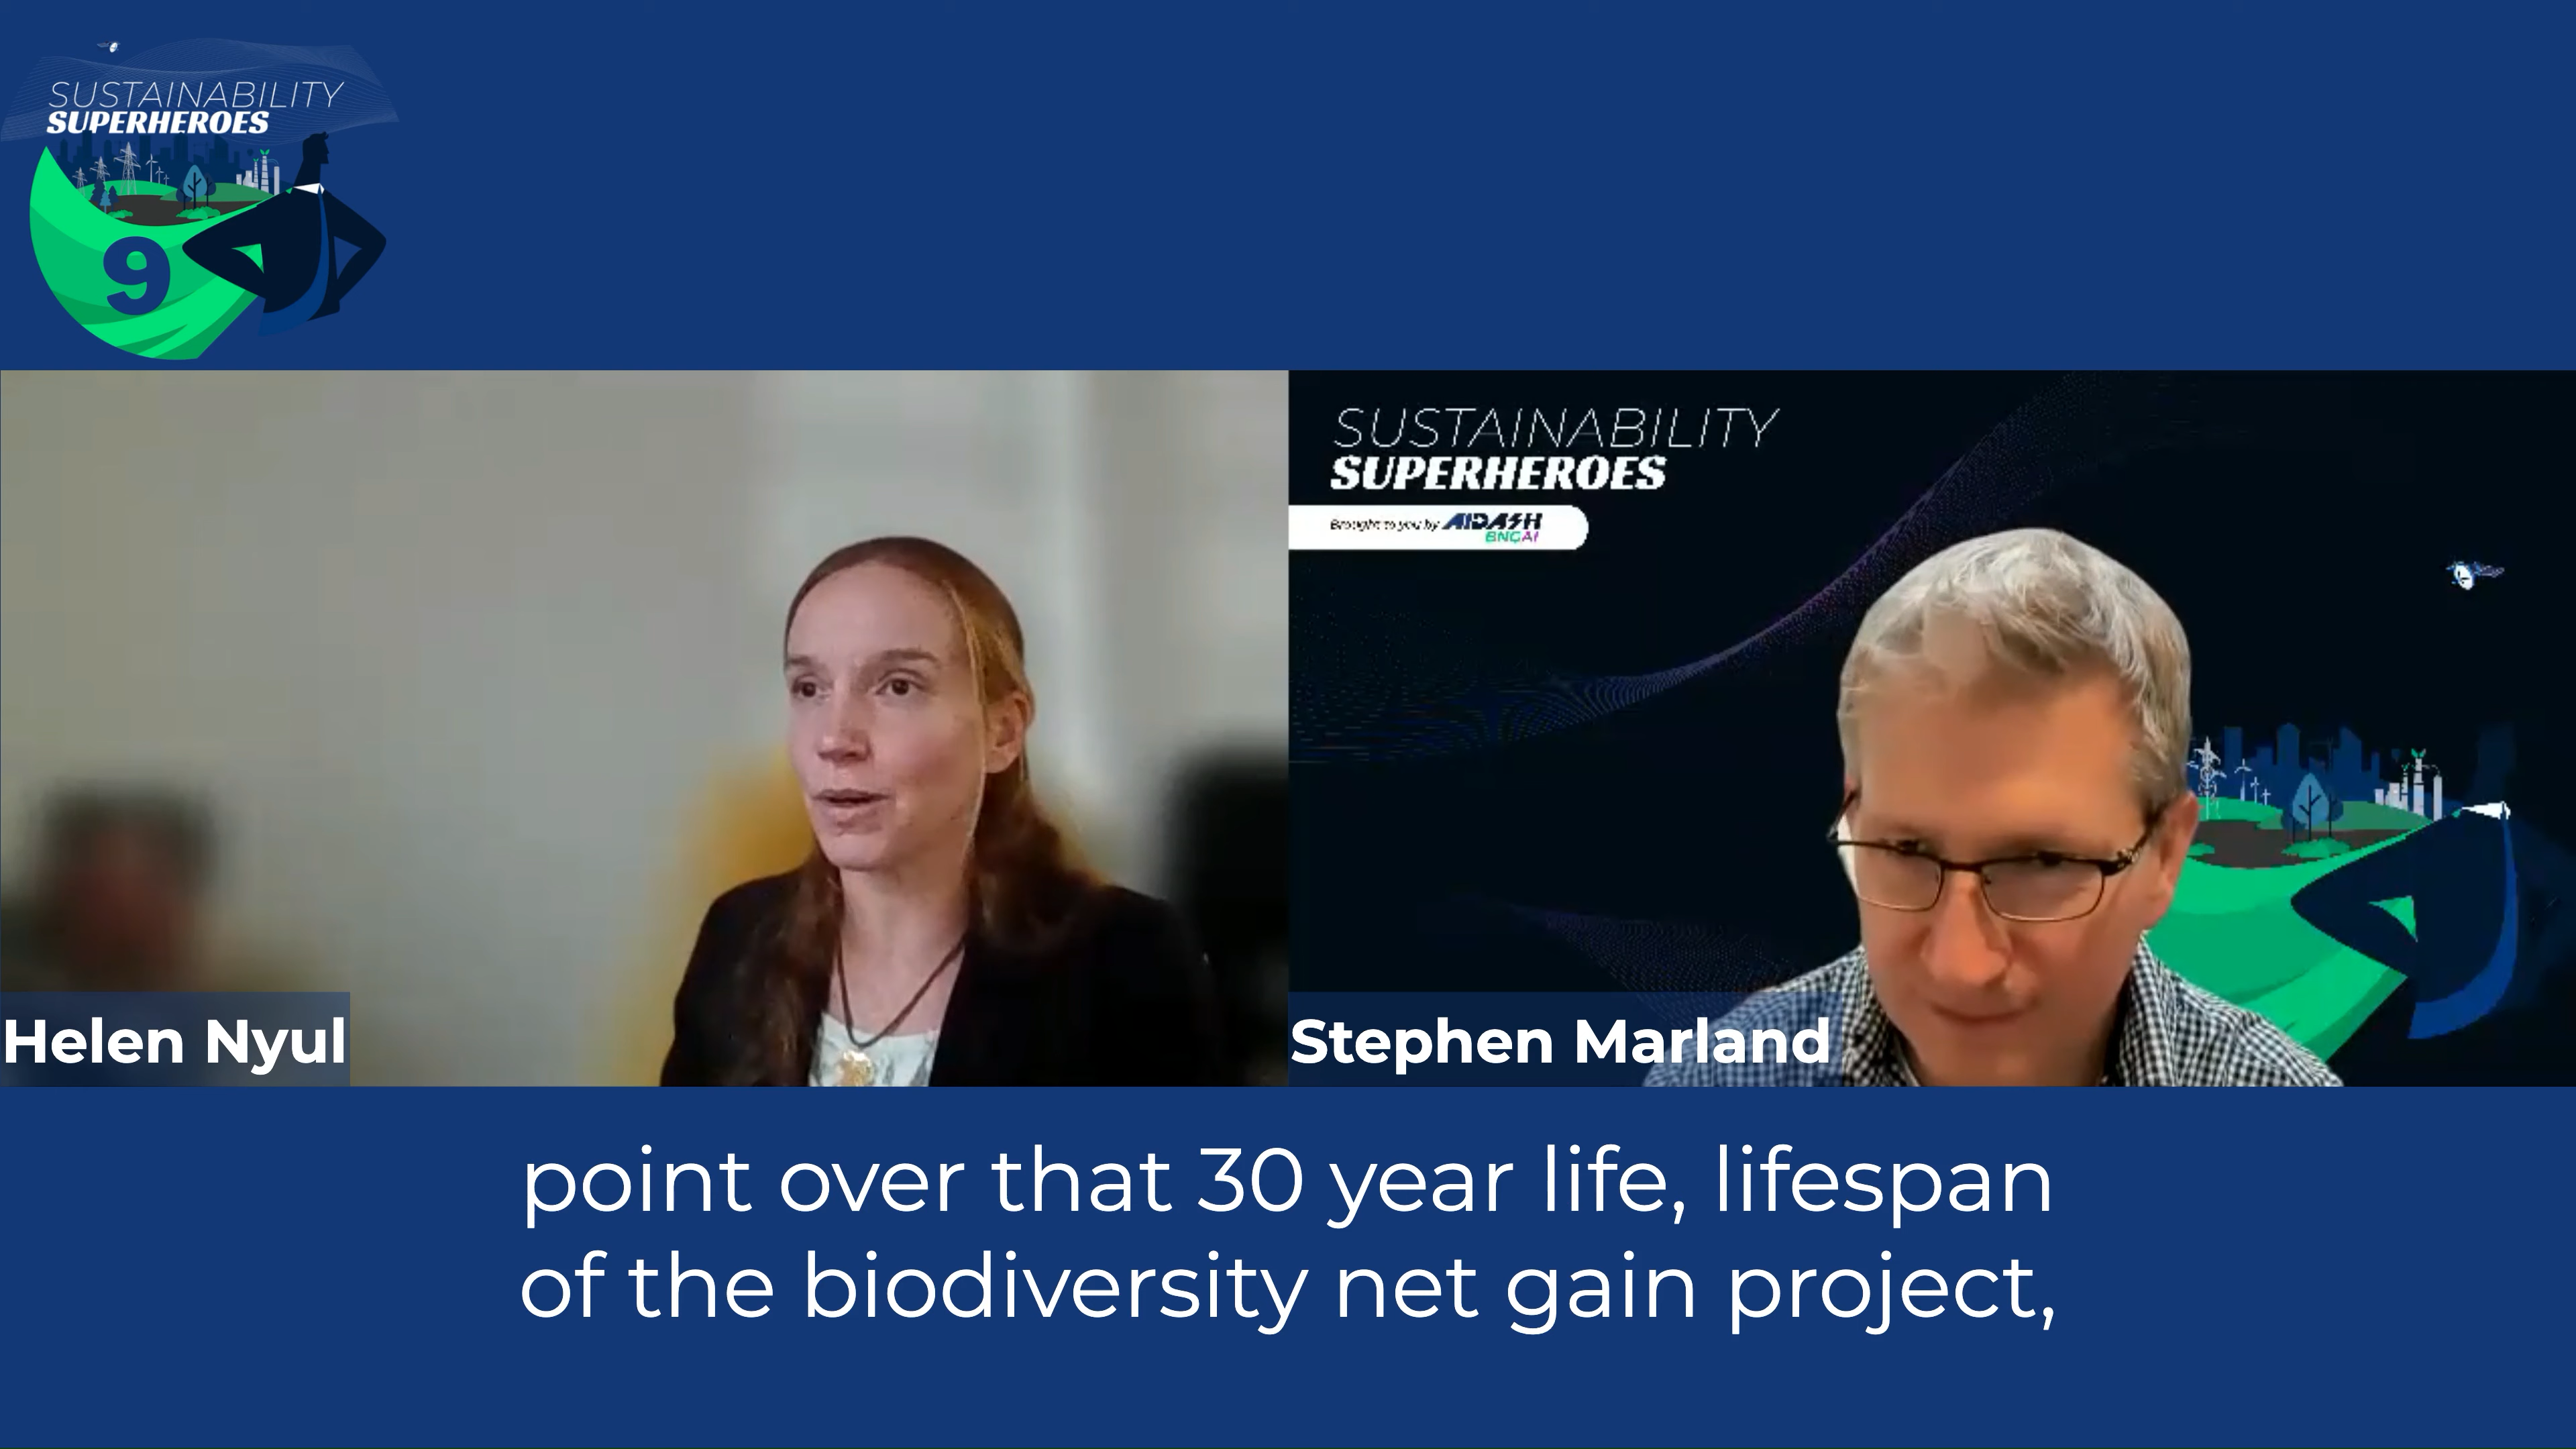 SUSTAINABILITY
SUPERHEROES
9
SUSTAINABILITY
SUPERHEROES
Brought to you by AIDASH
BNGAI
Helen Nyul
Stephen Marland
point over that 30 year life, lifespan
of the biodiversity net gain project,